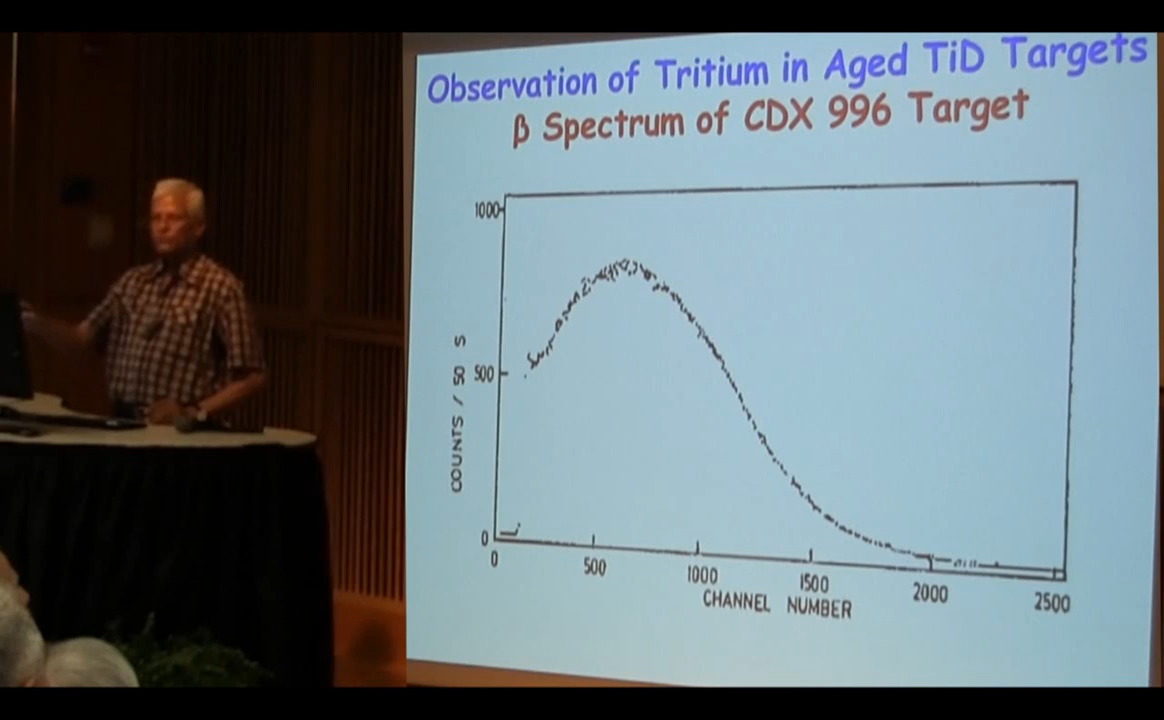 Observation of Tritium in Aged TiD Targets
β Spectrum of CDX 996 Target
1000
COUNTS / 50 S
500
0
0 500 1000 1500 2000 2500
CHANNEL NUMBER